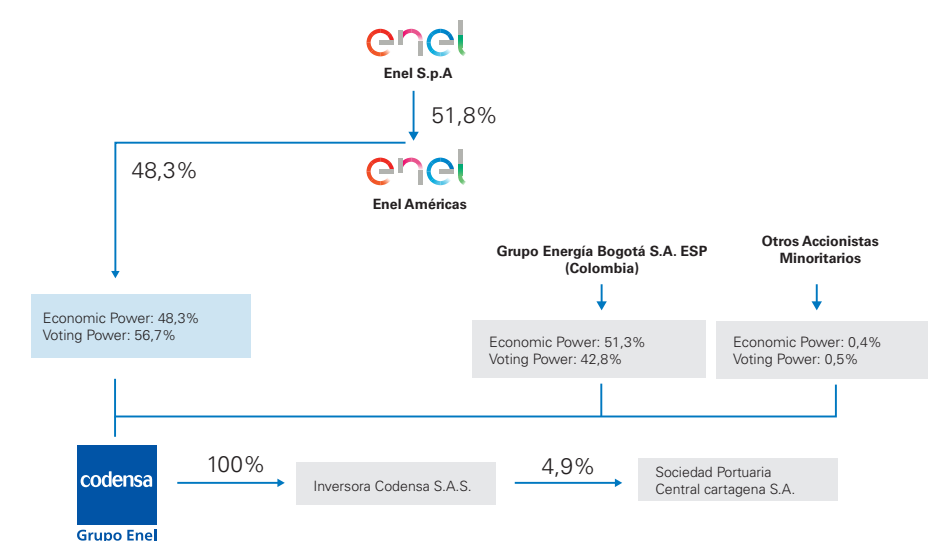 enel
Enel S.p.A
51,8%
48,3%
enel
Enel Américas
Grupo Energía Bogotá S.A. ESP
(Colombia)
Otros Accionistas
Minoritarios
Economic Power: 48,3%
Voting Power: 56,7%
Economic Power: 51,3%
Voting Power: 42,8%
Economic Power: 0,4%
Voting Power: 0,5%
codensa
Grupo Enel
100%
Inversora Codensa S.A.S.
4,9%
Sociedad Portuaria
Central cartagena S.A.